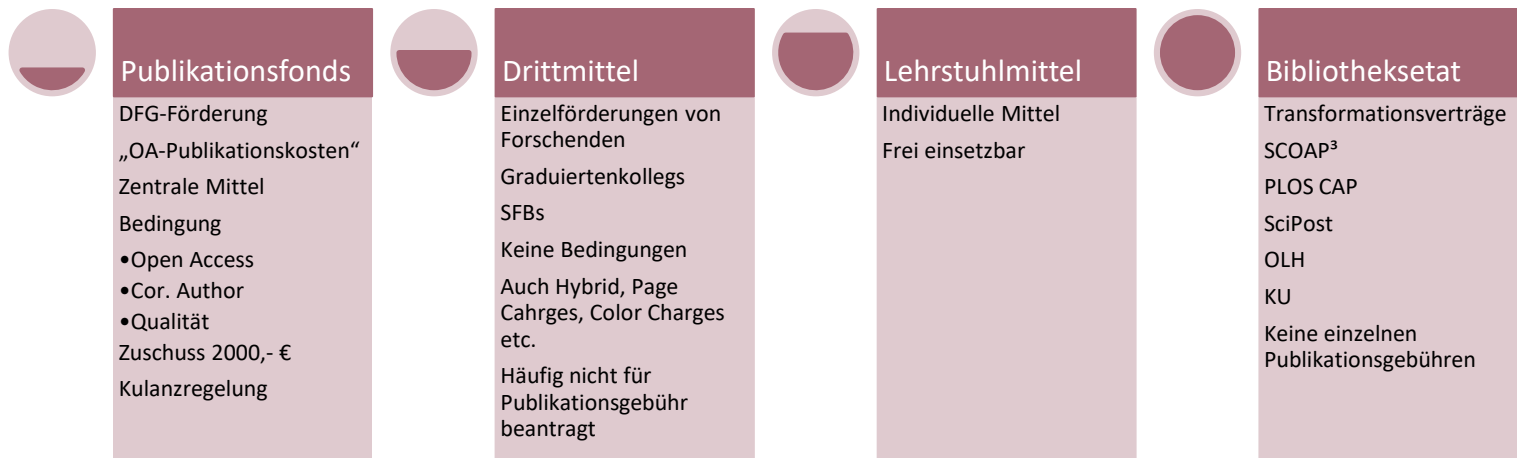 Publikationsfonds
DFG-Förderung
„OA-Publikationskosten“
Zentrale Mittel
Bedingung
•Open Access
•Cor. Author
•Qualität
Zuschuss 2000,- €
Kulanzregelung
Drittmittel
Einzelförderungen von
Forschenden
Graduiertenkollegs
SFBs
Keine Bedingungen
Auch Hybrid, Page
Cahrges, Color Charges
etc.
Häufig nicht für
Publikationsgebühr
beantragt
Lehrstuhlmittel
Individuelle Mittel
Frei einsetzbar
Bibliotheksetat
Transformationsverträge
SCOAP³
PLOS CAP
SciPost
OLH
KU
Keine einzelnen
Publikationsgebühren